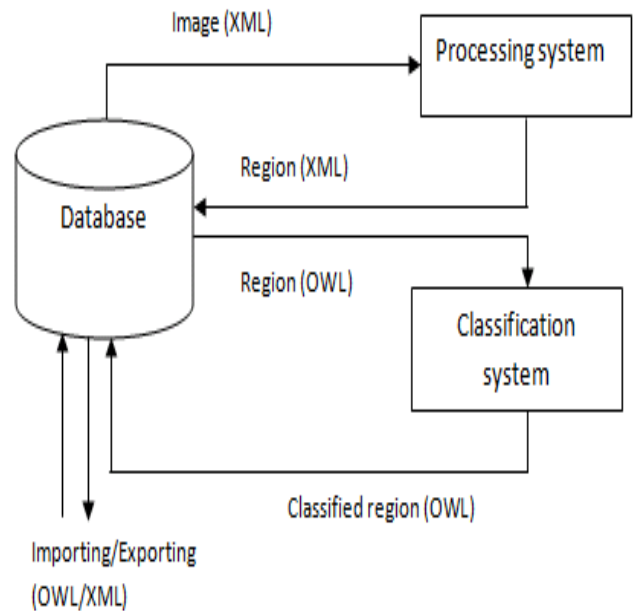 Image (XML)
Processing system
Region (XML)
Database
Region (OWL)
Classification
system
Classified region (OWL)
Importing/Exporting
(OWL/XML)